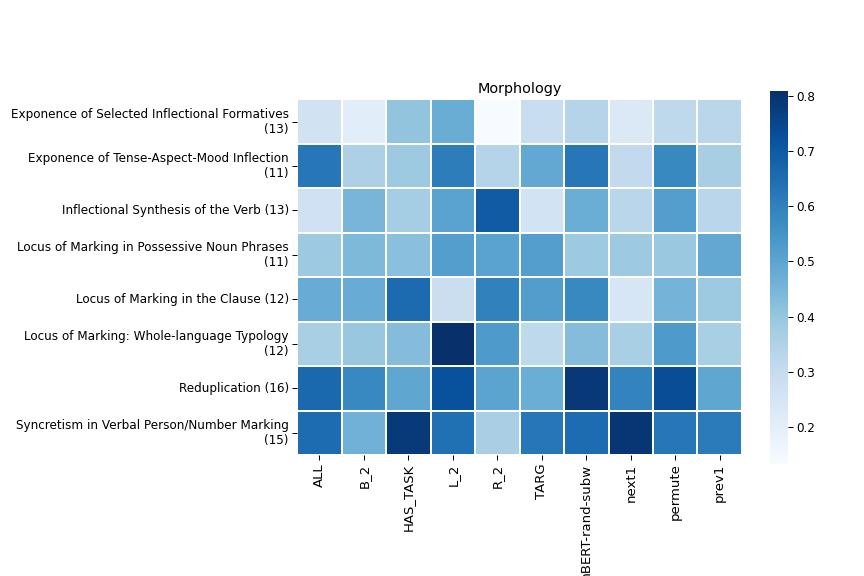 Morphology
Exponence of Selected Inflectional Formatives
(13)
Exponence of Tense-Aspect-Mood Inflection
(11)
Inflectional Synthesis of the Verb (13)
Locus of Marking in Possessive Noun Phrases
(11)
Locus of Marking in the Clause (12)
Locus of Marking: Whole-language Typology
(12)
Reduplication (16)
Syncretism in Verbal Person/Number Marking
(15)
ALL
B_2
HAS_TASK
L_2
R_2
TARG
BERT-rand-subw
next1
permute
prev1
0.8
0.7
0.6
0.5
0.4
0.3
0.2